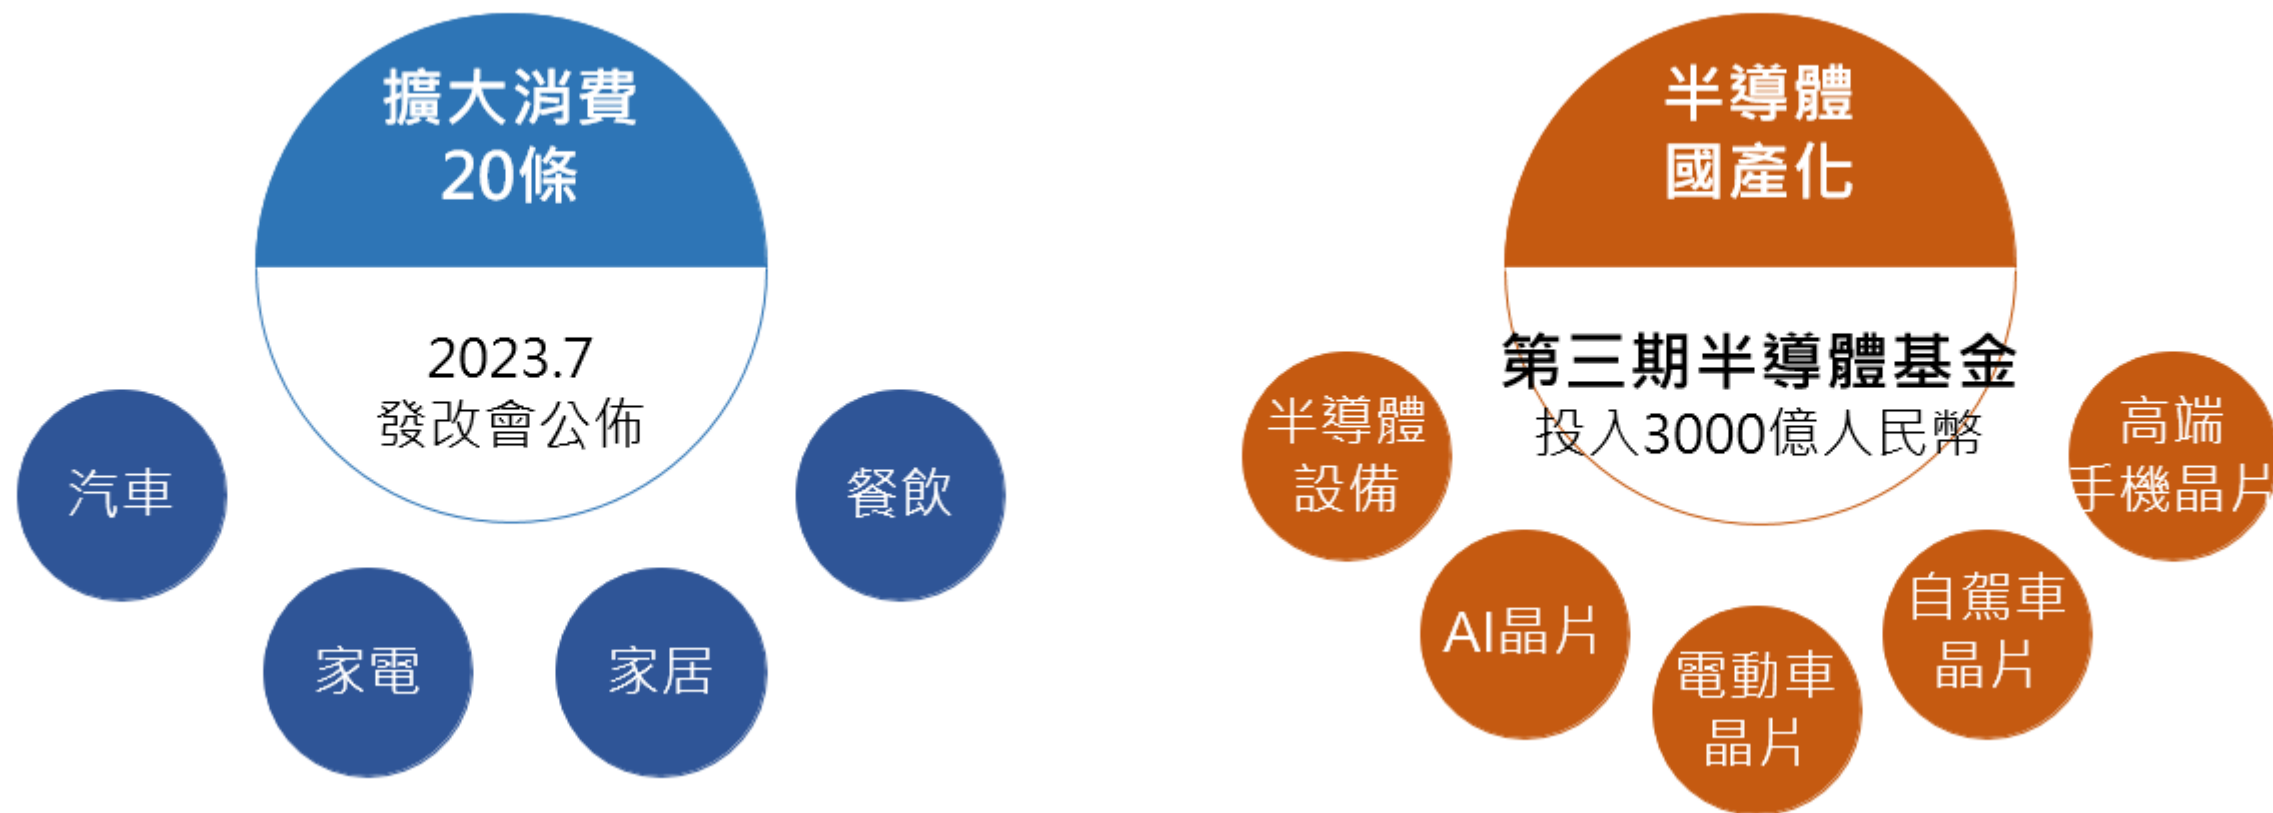 擴大消費
20條
2023.7
發改會公佈
汽車
家電
家居
餐飲
半導體
國產化
第三期半導體基金
投入3000億人民幣
半導體
設備
AI晶片
電動車
晶片
自駕車
晶片
高端
手機晶片